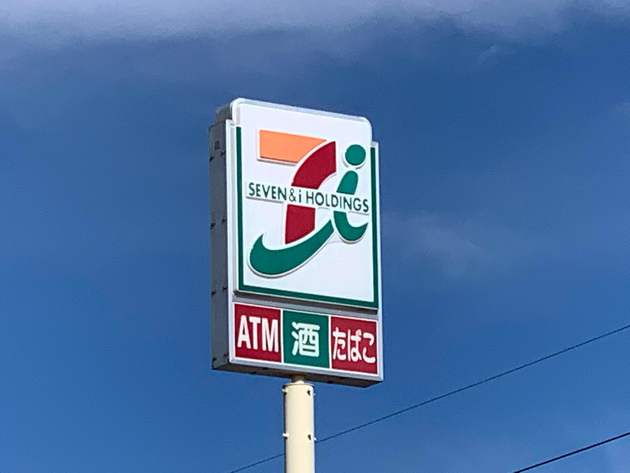 SEVEN&i HOLDINGS
ATM 酒 たばこ